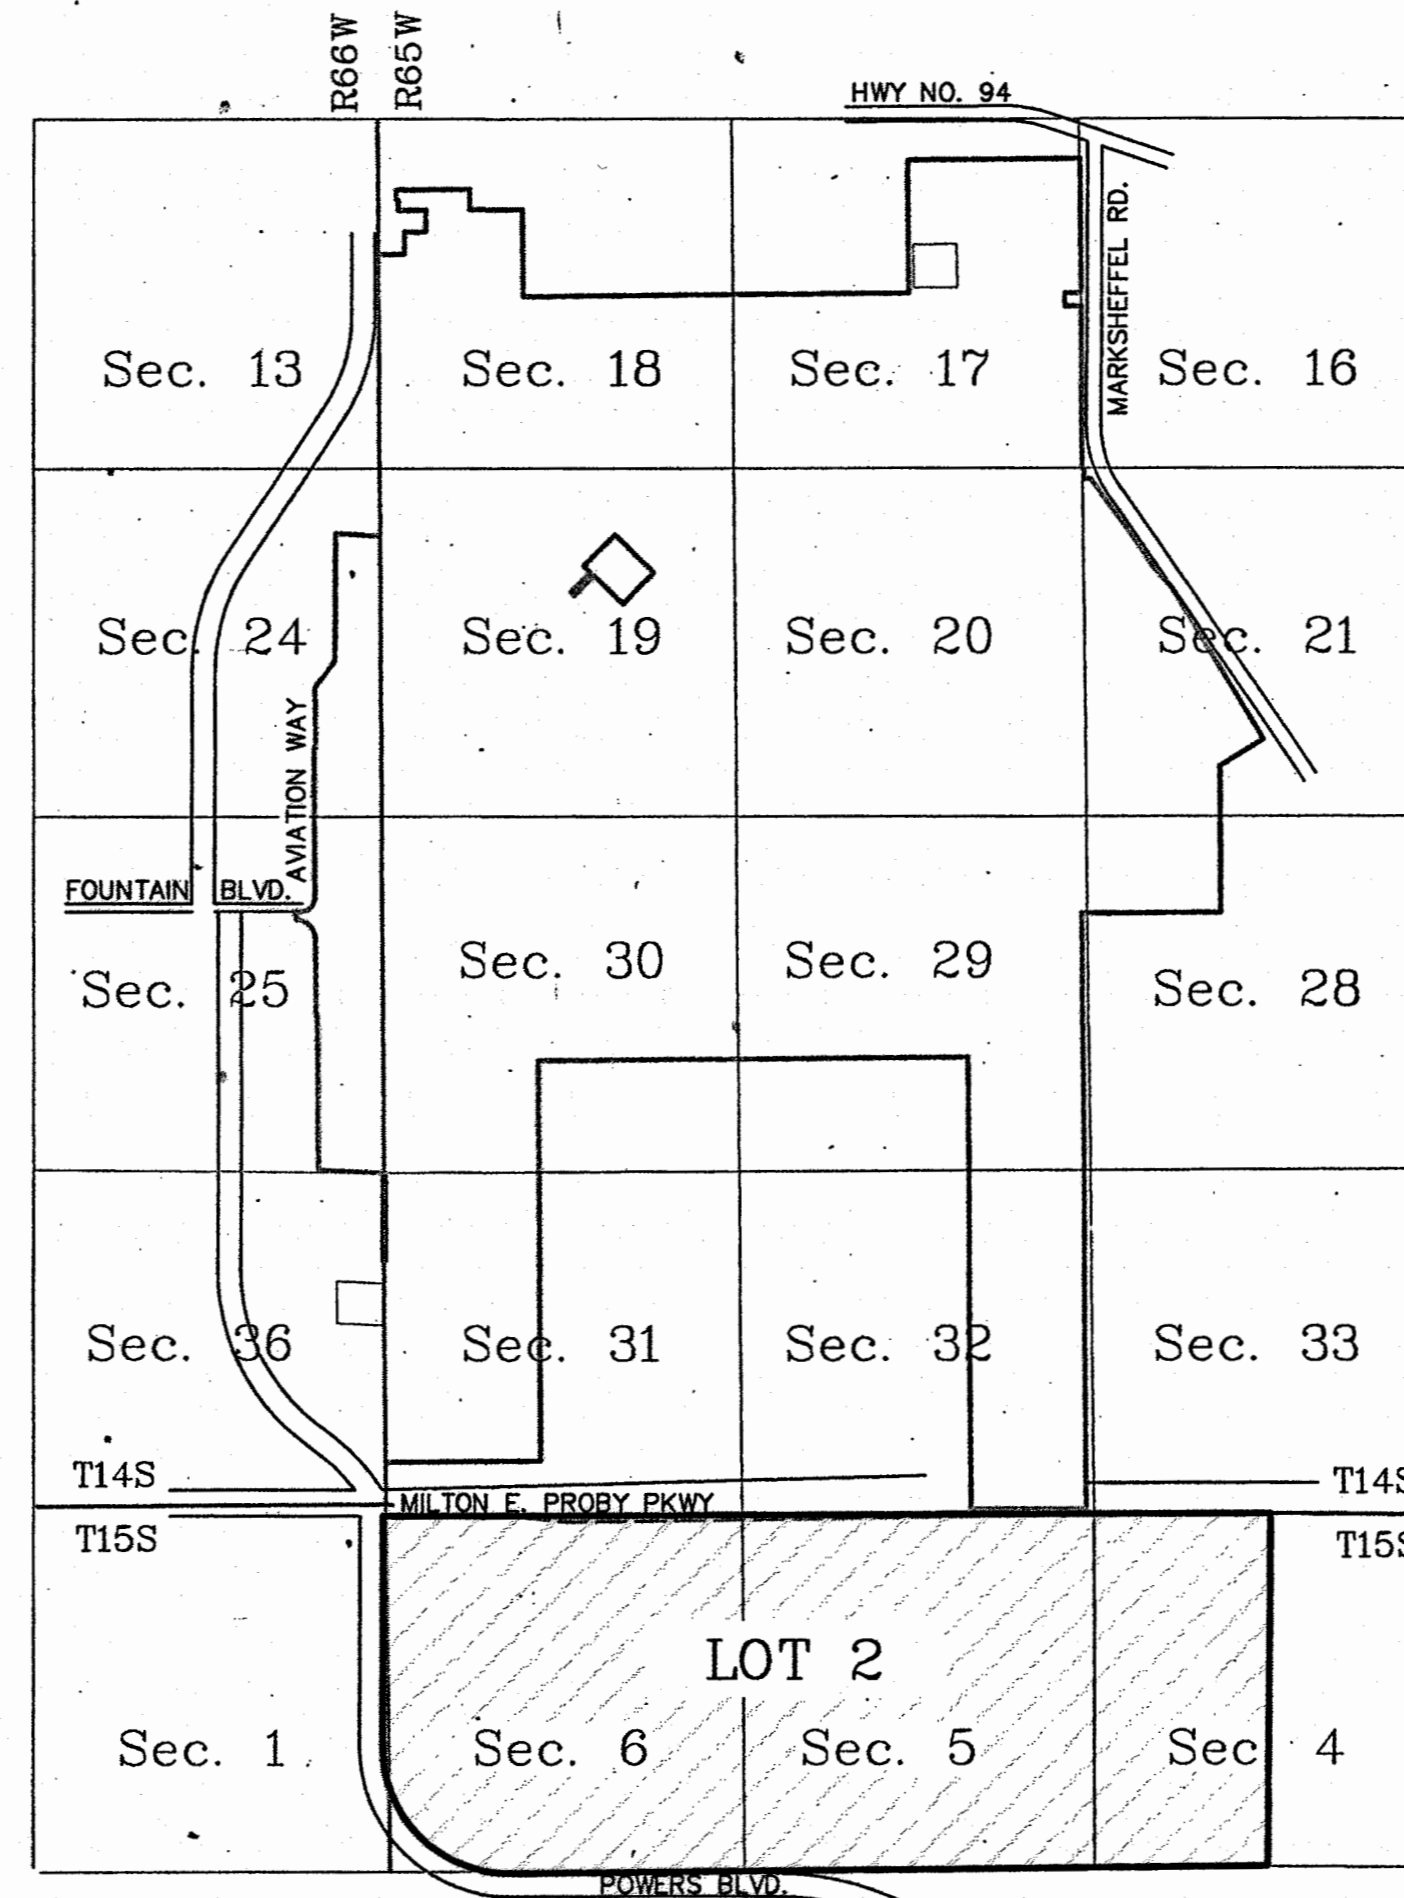 R66W
R65W
HWY NO. 94
MARKSHEFFEL RD.
Sec. 13
Sec. 18
Sec. 17
Sec. 16
Sec. 24
Sec. 19
Sec. 20
Sec. 21
AVIATION WAY
FOUNTAIN BLVD.
Sec. 25
Sec. 30
Sec. 29
Sec. 28
Sec. 36
Sec. 31
Sec. 32
Sec. 33
T14S
T14S
MILTON E. PROBY PKWY
T15S
T15S
LOT 2
Sec. 1
Sec. 6
Sec. 5
Sec 4
POWERS BLVD.